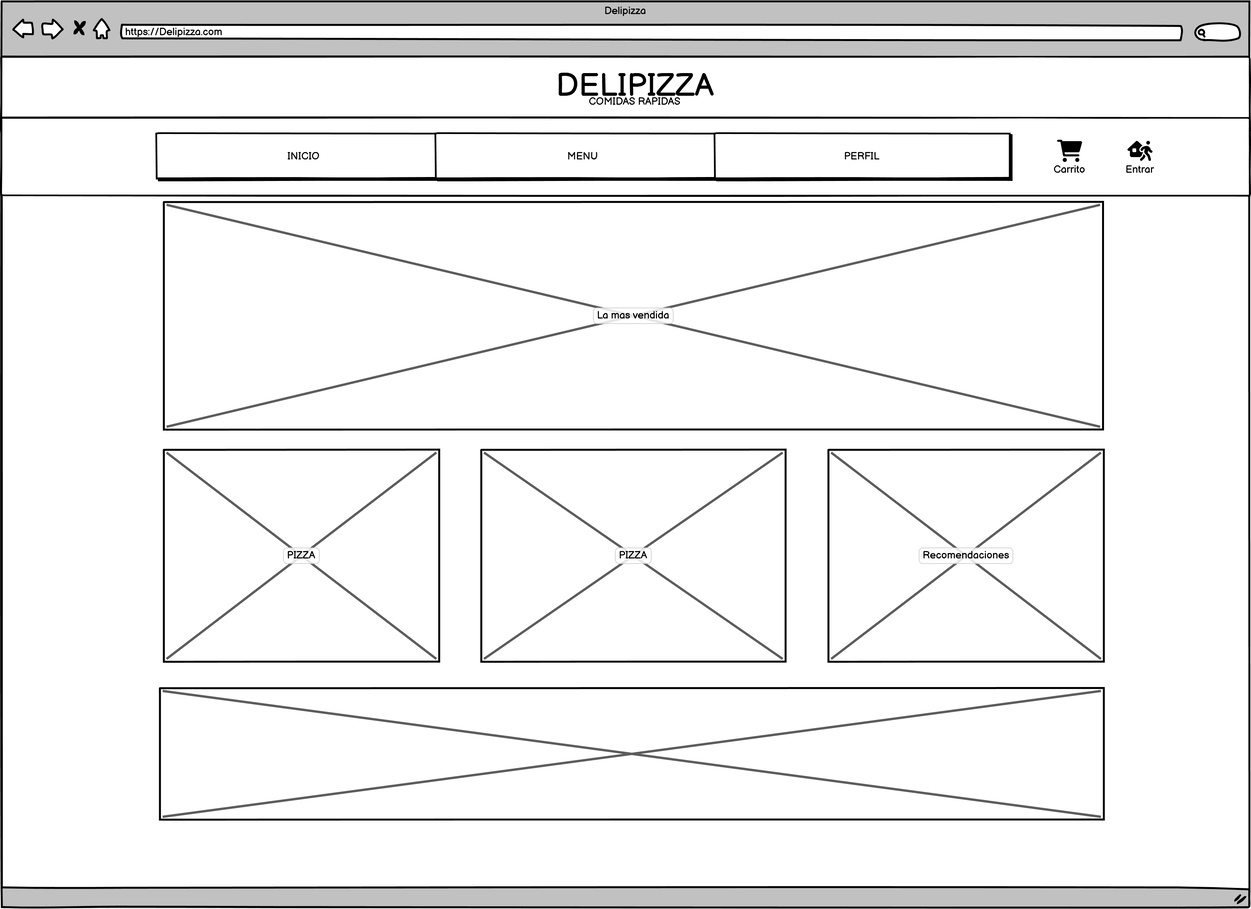 Delipizza
https://Delipizza.com
DELIPIZZA
COMIDAS RAPIDAS
INICIO
MENU
PERFIL
Carrito
Entrar
La mas vendida
PIZZA
PIZZA
Recomendaciones